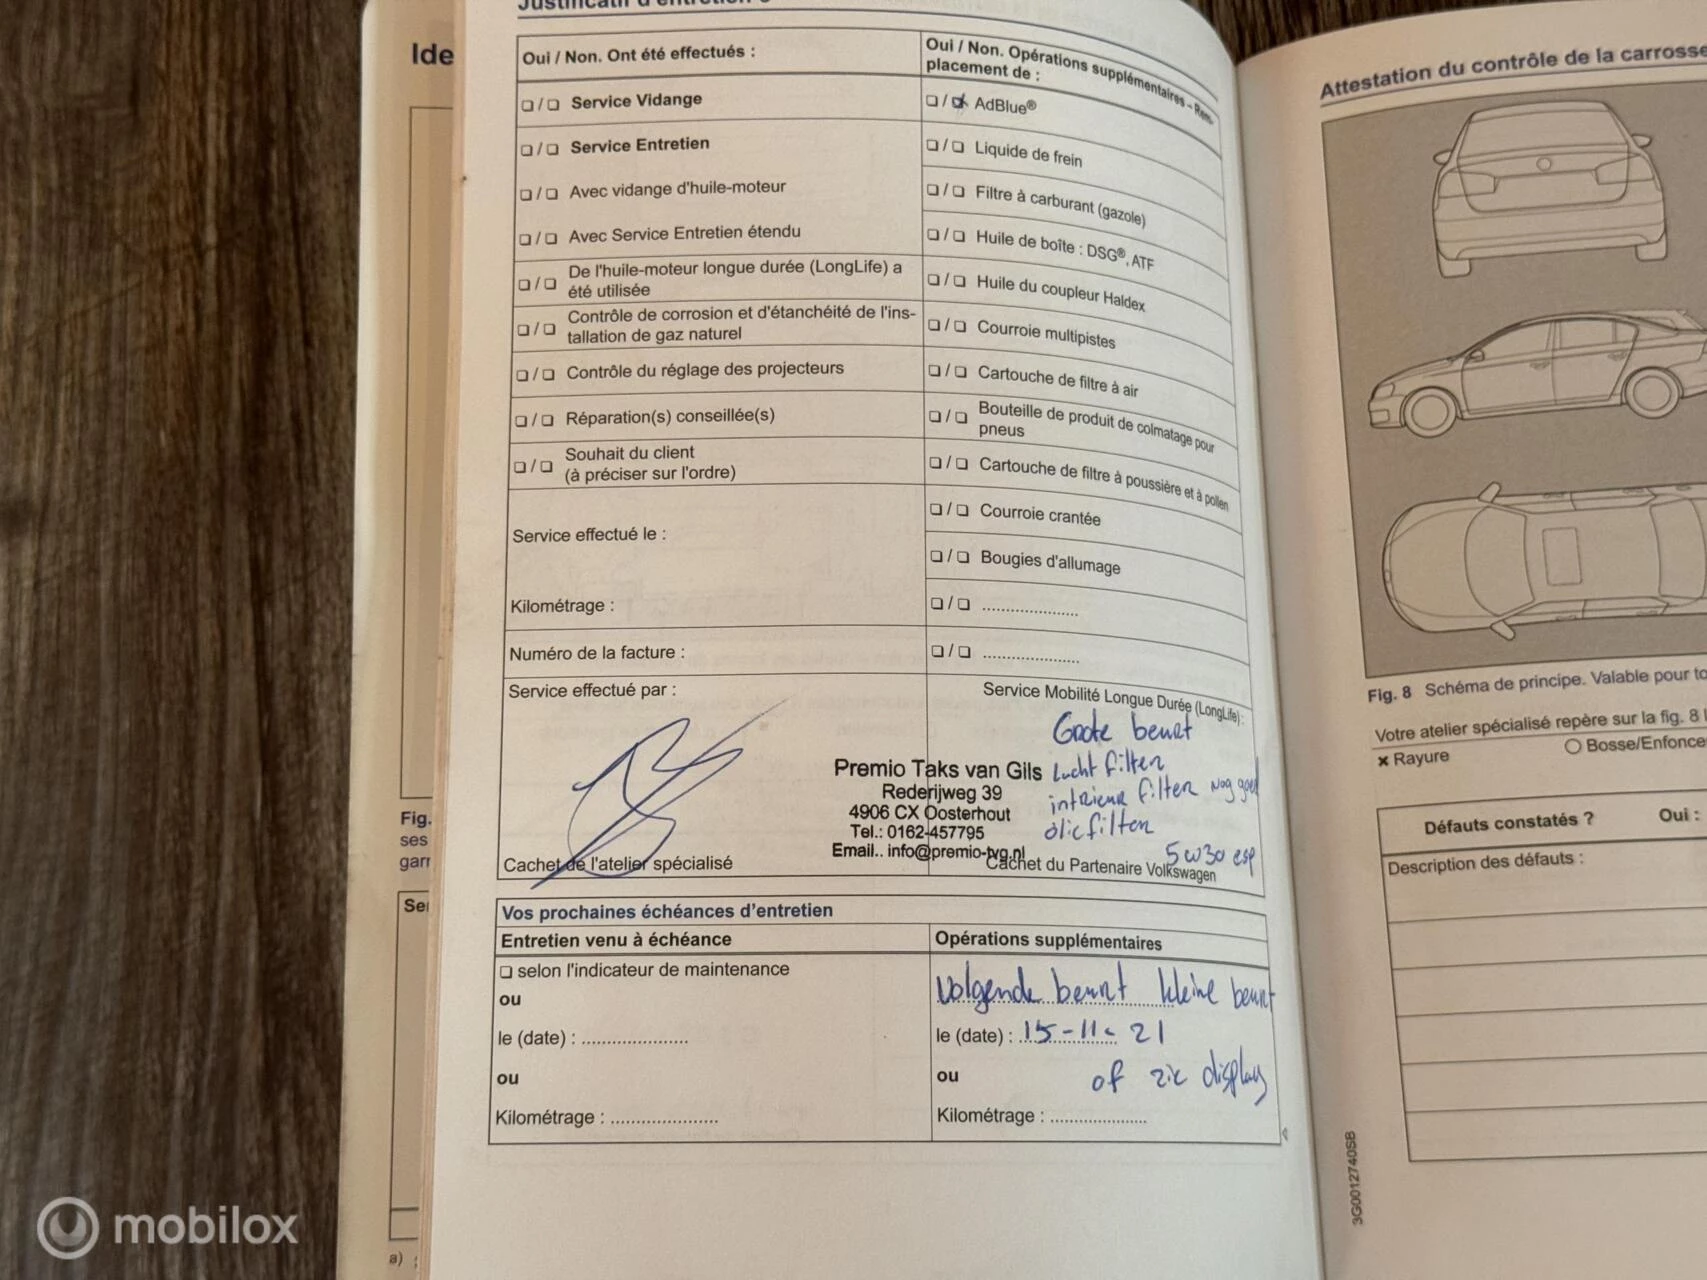 Justificatif d'entretien
Oui / Non. Ont été effectués :
❏ / ❏ Service Vidange
❏ / ❏ Service Entretien
❏ / ❏ Avec vidange d'huile-moteur
❏ / ❏ Avec Service Entretien étendu
❏ / ❏ De l'huile-moteur longue durée (LongLife) a
été utilisée
❏ / ❏ Contrôle de corrosion et d'étanchéité de l'ins-
tallation de gaz naturel
❏ / ❏ Contrôle du réglage des projecteurs
❏ / ❏ Réparation(s) conseillée(s)
❏ / ❏ Souhait du client
(à préciser sur l'ordre)
Service effectué le :
Kilométrage :
Numéro de la facture :
Service effectué par :
Cachet de l'atelier spécialisé
Oui / Non. Opérations supplémentaires – Rem-
placement de :
❏ / ❏ AdBlue®
❏ / ❏ Liquide de frein
❏ / ❏ Filtre à carburant (gazole)
❏ / ❏ Huile de boîte : DSG®, ATF
❏ / ❏ Huile du coupleur Haldex
❏ / ❏ Courroie multipistes
❏ / ❏ Cartouche de filtre à air
❏ / ❏ Bouteille de produit de colmatage pour
pneus
❏ / ❏ Cartouche de filtre à poussière et à pollen
❏ / ❏ Courroie crantée
❏ / ❏ Bougies d'allumage
❏ / ❏ .....................
❏ / ❏ .....................
Service Mobilité Longue Durée (LongLife) :
Grote beurt
Lucht filter
intrieur filter nog goed
oliefilter
5w30 esp
Premio Taks van Gils
Rederijweg 39
4906 CX Oosterhout
Tel.: 0162-457795
Email.. info@premio-tvg.nl
Cachet du Partenaire Volkswagen
Vos prochaines échéances d'entretien
Entretien venu à échéance
❏ selon l'indicateur de maintenance
ou
le (date) : .....................
ou
Kilométrage : .....................
Opérations supplémentaires
Volgende beurt kleine beurt
le (date) : 15-11-21
ou of zie display
Kilométrage : .....................
Ide
Fig.
ses
garr
Ser
a)
Attestation du contrôle de la carrosse
Fig. 8 Schéma de principe. Valable pour to
Votre atelier spécialisé repère sur la fig. 8 l
× Rayure
○ Bosse/Enfonce
Défauts constatés ? Oui :
Description des défauts :
3G0012740SB
mobilox